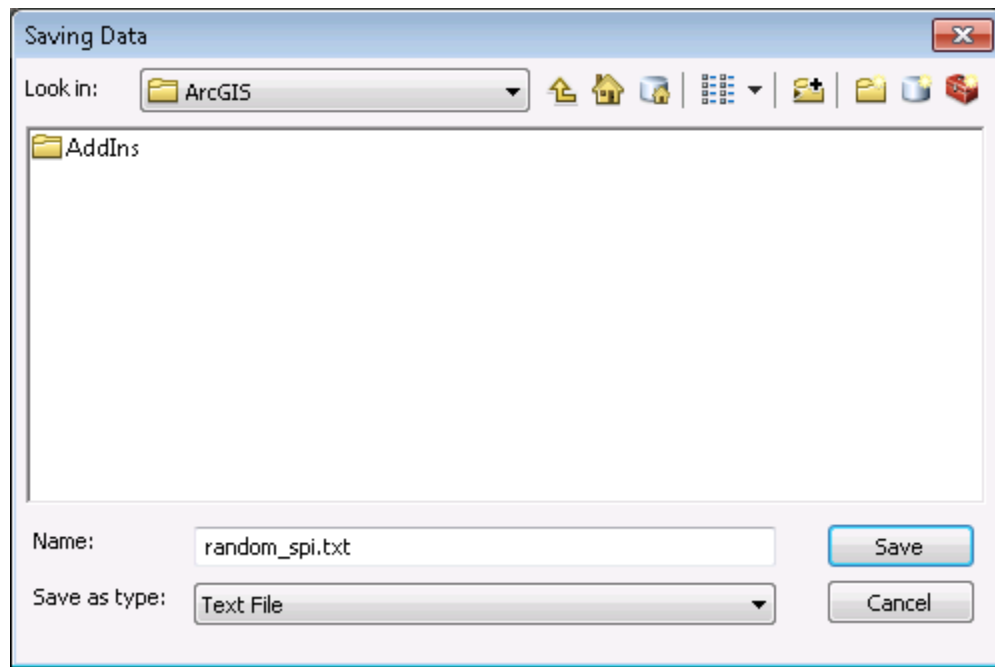 Saving Data
Look in: ArcGIS
AddIns
Name: random_spi.txt Save
Save as type: Text File Cancel